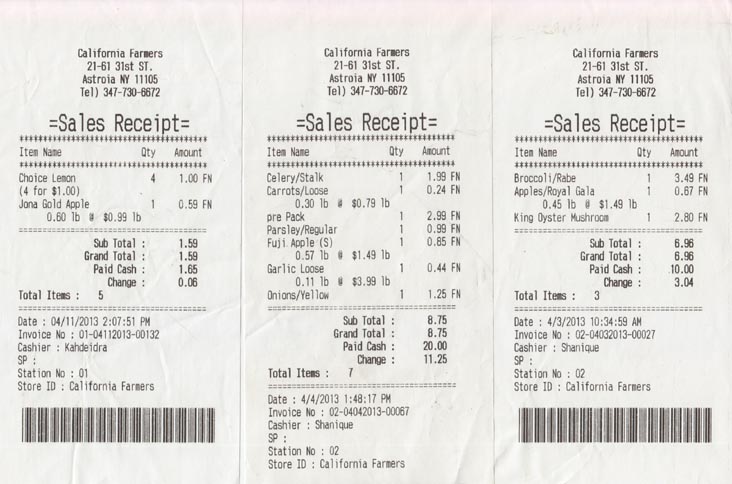 California Farmers
21-61 31st ST.
Astroia NY 11105
Tel) 347-730-6672
=Sales Receipt=
Item Name Qty Amount
Choice Lemon 4 1.00 FN
(4 for $1.00)
Jona Gold Apple 1 0.59 FN
0.60 lb @ $0.99 lb
Sub Total : 1.59
Grand Total : 1.59
Paid Cash : 1.65
Change : 0.06
Total Items : 5
Date : 04/11/2013 2:07:51 PM
Invoice No : 01-04112013-00132
Cashier : Kahdeidra
SP :
Station No : 01
Store ID : California Farmers
California Farmers
21-61 31st ST.
Astroia NY 11105
Tel) 347-730-6672
=Sales Receipt=
Item Name Qty Amount
Celery/Stalk 1 1.99 FN
Carrots/Loose 1 0.24 FN
0.30 lb @ $0.79 lb
pre Pack 1 2.99 FN
Parsley/Regular 1 0.99 FN
Fuji Apple (S) 1 0.85 FN
0.57 lb @ $1.49 lb
Garlic Loose 1 0.44 FN
0.11 lb @ $3.99 lb
Onions/Yellow 1 1.25 FN
Sub Total : 8.75
Grand Total : 8.75
Paid Cash : 20.00
Change : 11.25
Total Items : 7
Date : 4/4/2013 1:48:17 PM
Invoice No : 02-04042013-00067
Cashier : Shanique
SP :
Station No : 02
Store ID : California Farmers
California Farmers
21-61 31st ST.
Astroia NY 11105
Tel) 347-730-6672
=Sales Receipt=
Item Name Qty Amount
Broccoli/Rabe 1 3.49 FN
Apples/Royal Gala 1 0.67 FN
0.45 lb @ $1.49 lb
King Oyster Mushroom 1 2.80 FN
Sub Total : 6.96
Grand Total : 6.96
Paid Cash : 10.00
Change : 3.04
Total Items : 3
Date : 4/3/2013 10:34:59 AM
Invoice No : 02-04032013-00027
Cashier : Shanique
SP :
Station No : 02
Store ID : California Farmers